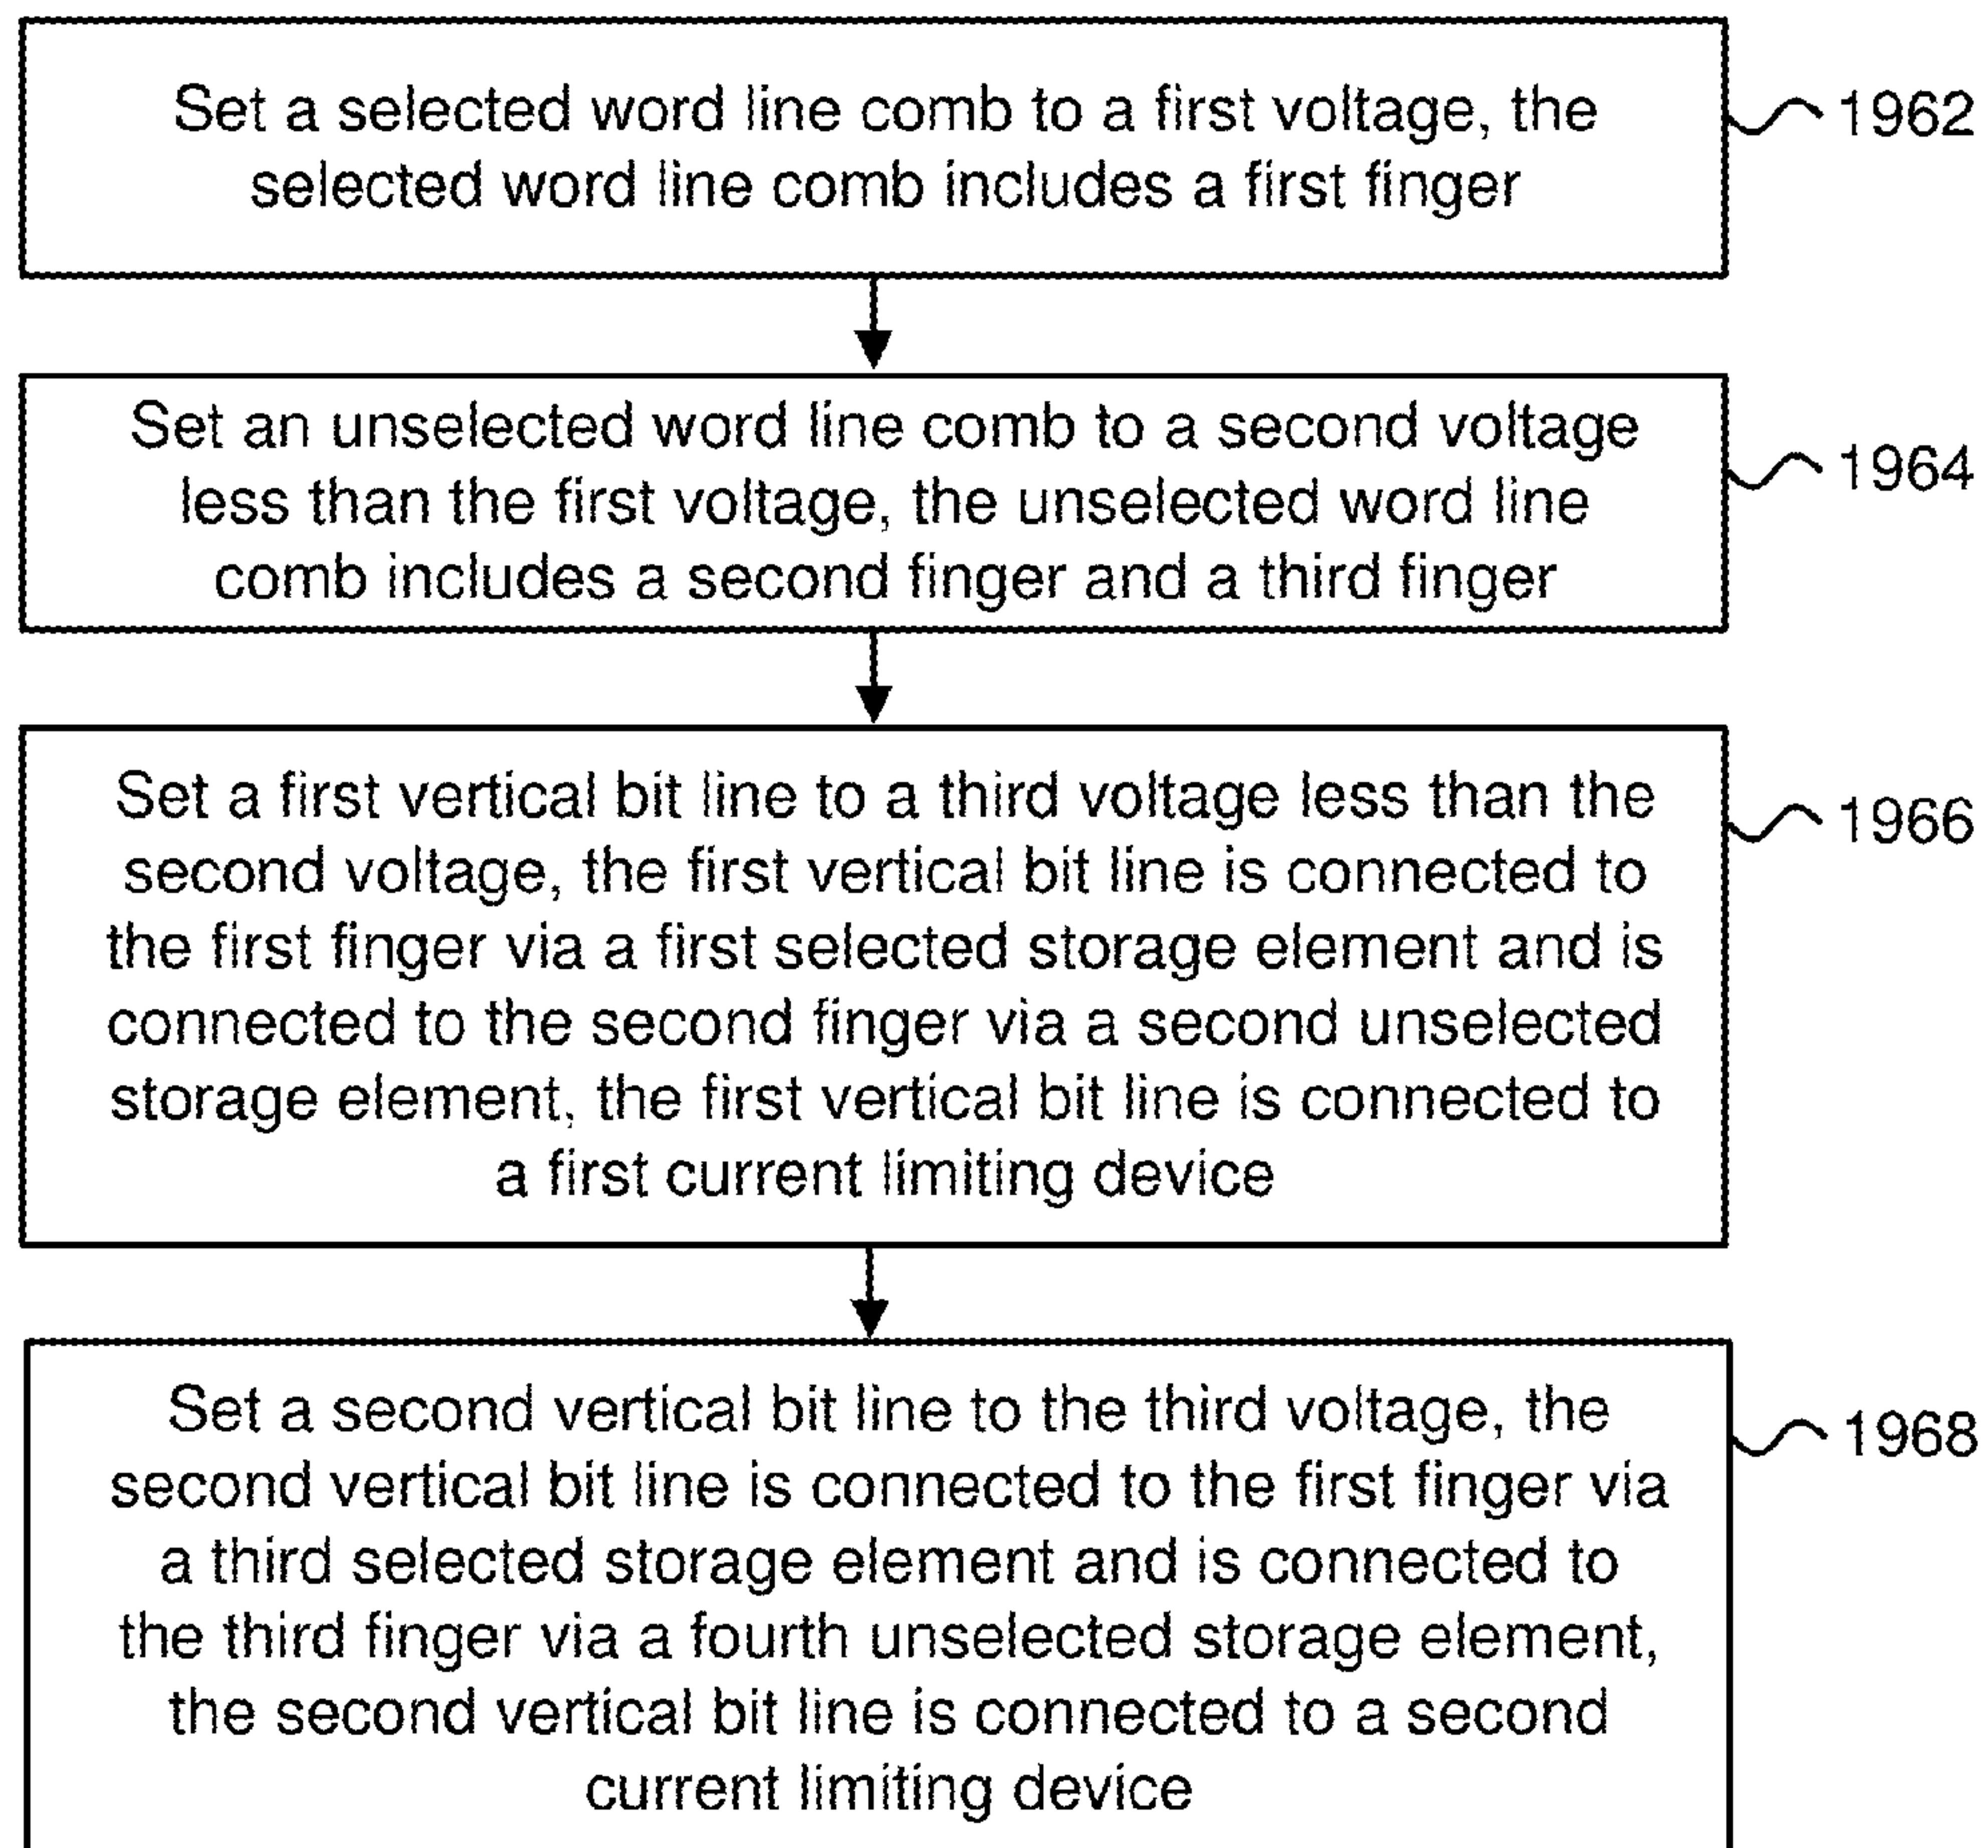 Set a selected word line comb to a first voltage, the
selected word line comb includes a first finger
1962
Set an unselected word line comb to a second voltage
less than the first voltage, the unselected word line
comb includes a second finger and a third finger
1964
Set a first vertical bit line to a third voltage less than the
second voltage, the first vertical bit line is connected to
the first finger via a first selected storage element and is
connected to the second finger via a second unselected
storage element, the first vertical bit line is connected to
a first current limiting device
1966
Set a second vertical bit line to the third voltage, the
second vertical bit line is connected to the first finger via
a third selected storage element and is connected to
the third finger via a fourth unselected storage element,
the second vertical bit line is connected to a second
current limiting device
1968